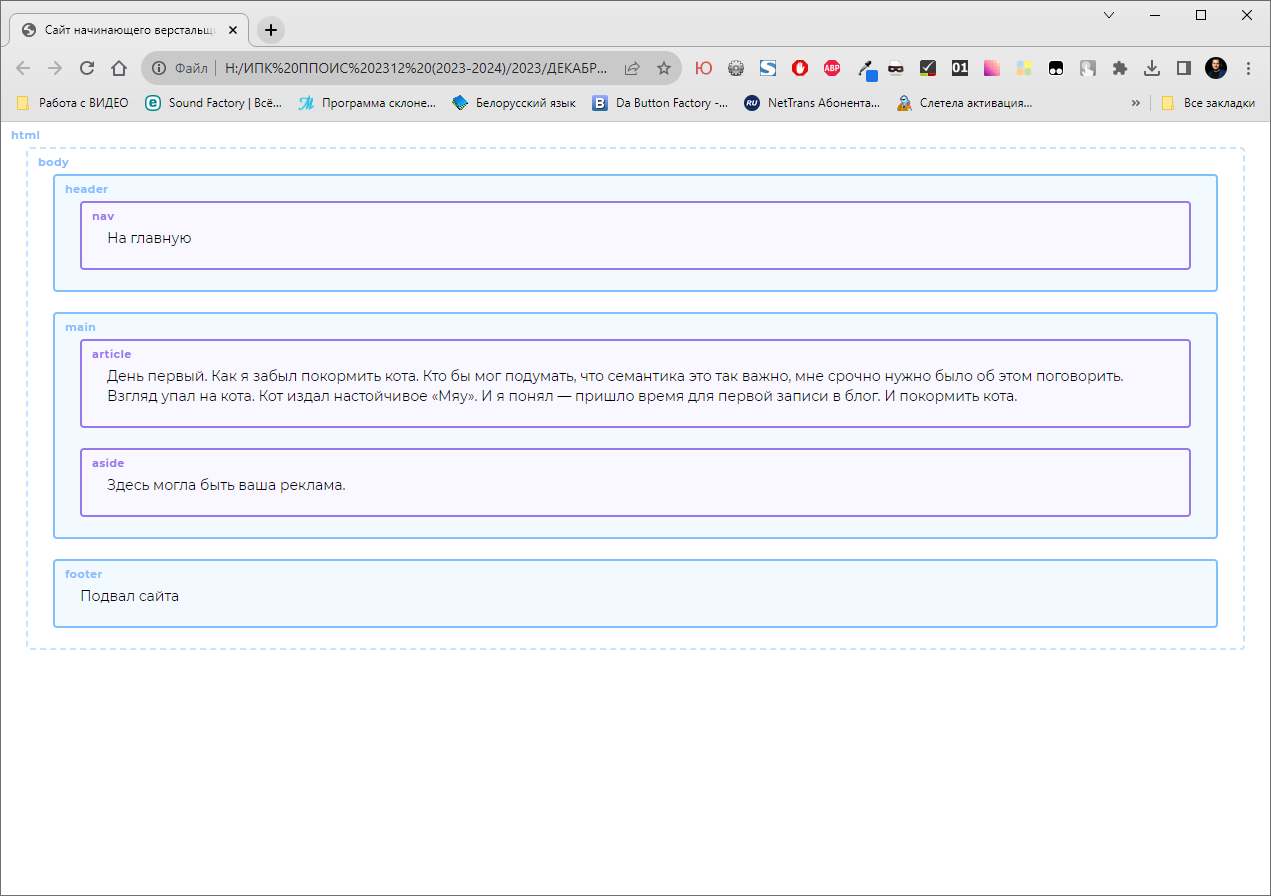 Сайт начинающего верстальщи
Файл
H:/ИПК%20ППОИС%202312%20(2023-2024)/2023/ДЕКАБР...
Ю
S
ABP
01
Работа с ВИДЕО
e
Sound Factory | Всё...
Программа склоне...
Белорусский язык
B
Da Button Factory -...
RU
NetTrans Абонента...
Слетела активация...
»
Все закладки
html
body
header
nav
На главную
main
article
День первый. Как я забыл покормить кота. Кто бы мог подумать, что семантика это так важно, мне срочно нужно было об этом поговорить.
Взгляд упал на кота. Кот издал настойчивое «Мяу». И я понял — пришло время для первой записи в блог. И покормить кота.
aside
Здесь могла быть ваша реклама.
footer
Подвал сайта